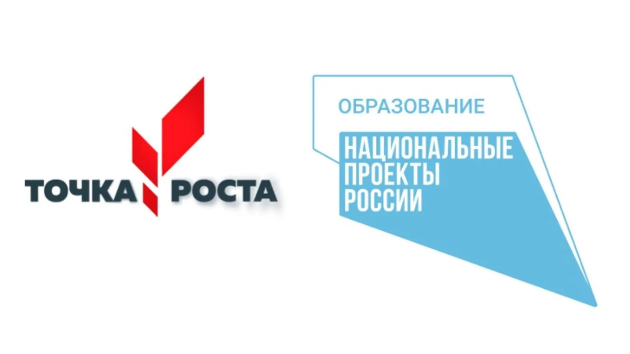 ТОЧКА РОСТА
ОБРАЗОВАНИЕ
НАЦИОНАЛЬНЫЕ
ПРОЕКТЫ
РОССИИ